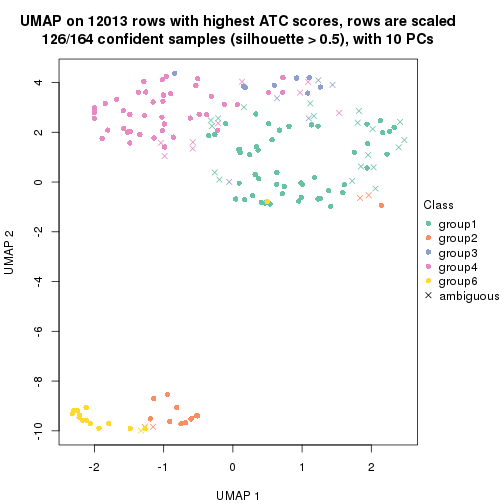 UMAP on 12013 rows with highest ATC scores, rows are scaled
126/164 confident samples (silhouette > 0.5), with 10 PCs
4
2
0
-2
-4
-6
-8
-10
UMAP 2
-2
-1
0
1
2
UMAP 1
Class
group1
group2
group3
group4
group6
ambiguous